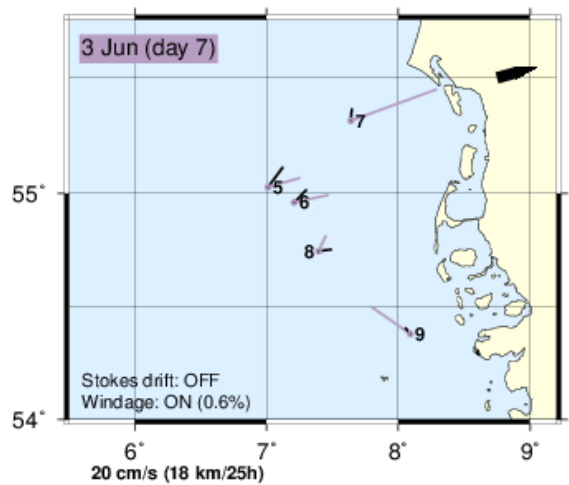 3 Jun (day 7)
7
55°
5
6
8
9
Stokes drift: OFF
Windage: ON (0.6%)
54°
6° 7° 8° 9°
20 cm/s (18 km/25h)